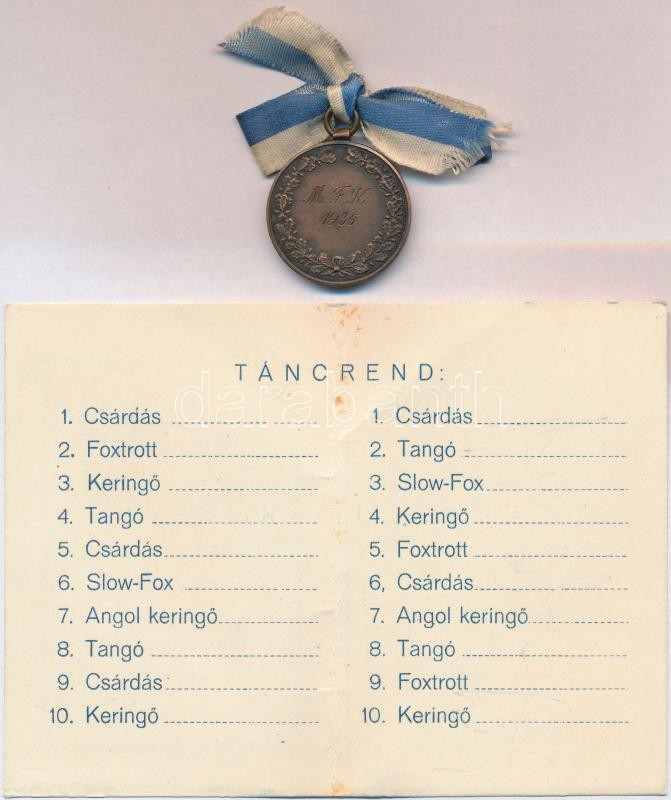 M. F. K.
1935.
TÁNCREND:
1. Csárdás
2. Foxtrott
3. Keringő
4. Tangó
5. Csárdás
6. Slow-Fox
7. Angol keringő
8. Tangó
9. Csárdás
10. Keringő
1. Csárdás
2. Tangó
3. Slow-Fox
4. Keringő
5. Foxtrott
6, Csárdás
7. Angol keringő
8. Tangó
9. Foxtrott
10. Keringő
darabanth